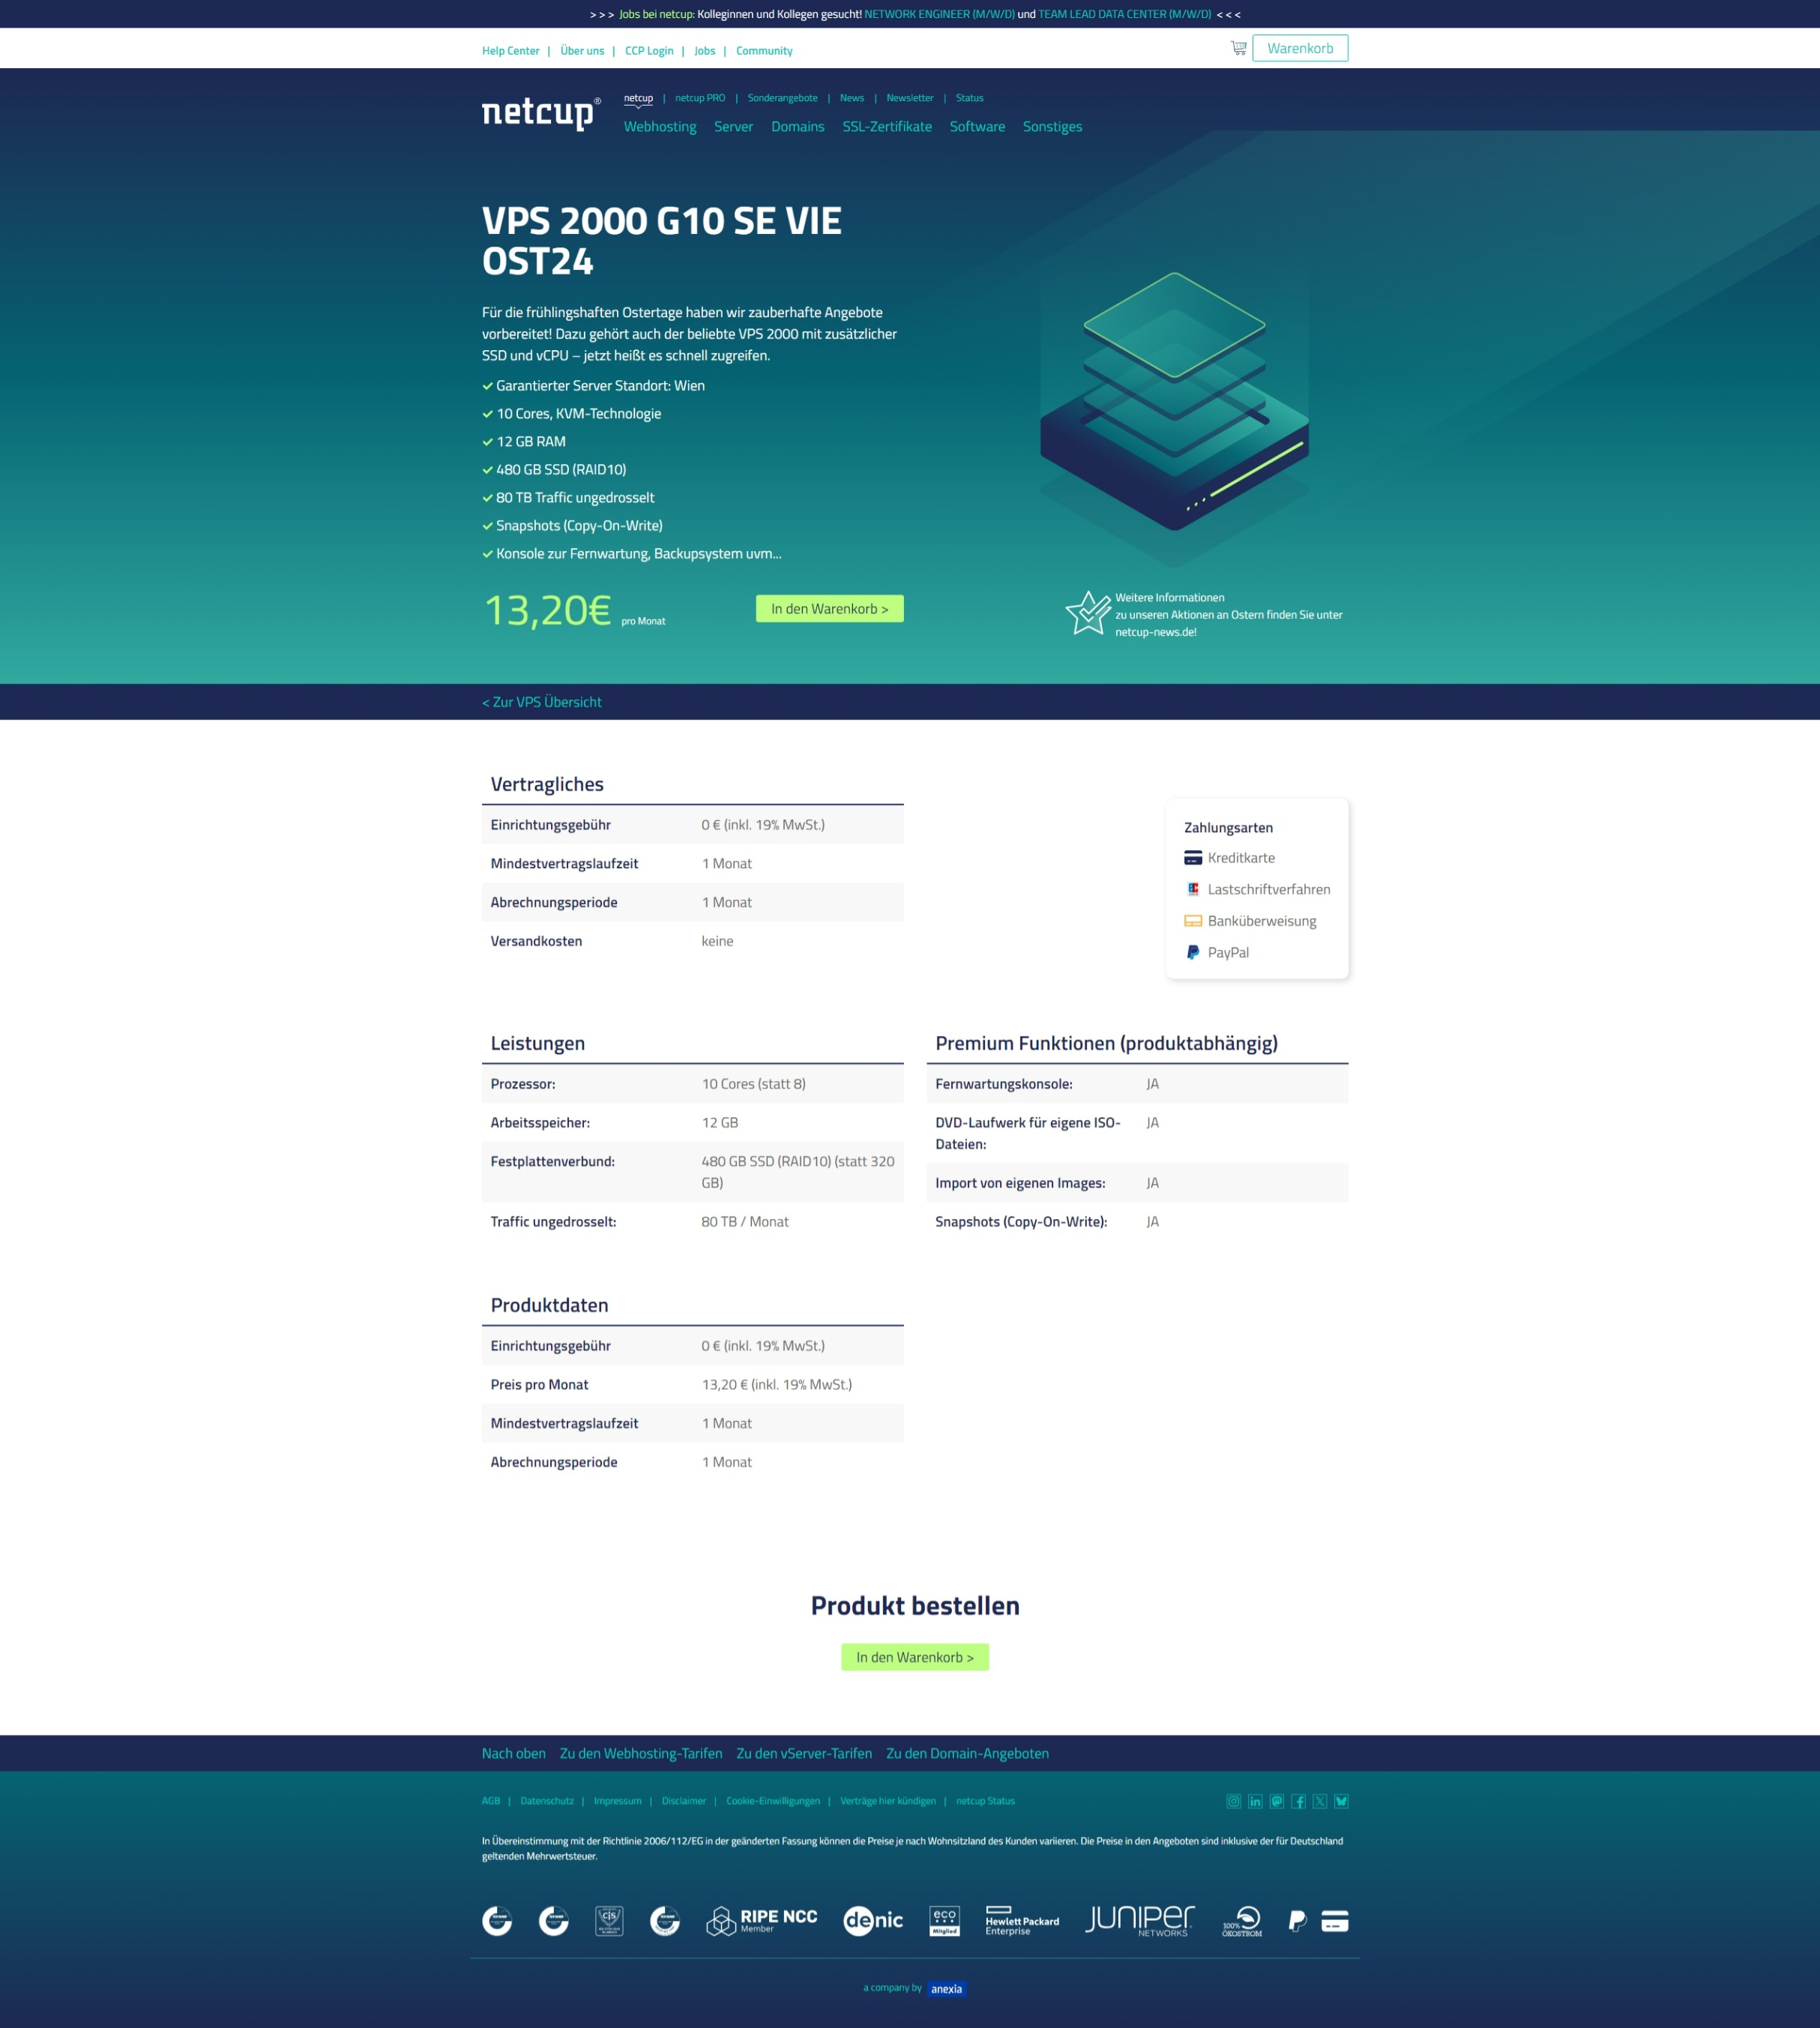 > > > Jobs bei netcup: Kolleginnen und Kollegen gesucht! NETWORK ENGINEER (M/W/D) und TEAM LEAD DATA CENTER (M/W/D) < < <
Help Center | Über uns | CCP Login | Jobs | Community
Warenkorb
netcup®
netcup | netcup PRO | Sonderangebote | News | Newsletter | Status
Webhosting Server Domains SSL-Zertifikate Software Sonstiges
VPS 2000 G10 SE VIE
OST24
Für die frühlingshaften Ostertage haben wir zauberhafte Angebote
vorbereitet! Dazu gehört auch der beliebte VPS 2000 mit zusätzlicher
SSD und vCPU – jetzt heißt es schnell zugreifen.
Garantierter Server Standort: Wien
10 Cores, KVM-Technologie
12 GB RAM
480 GB SSD (RAID10)
80 TB Traffic ungedrosselt
Snapshots (Copy-On-Write)
Konsole zur Fernwartung, Backupsystem uvm...
13,20€ pro Monat
In den Warenkorb >
Weitere Informationen
zu unseren Aktionen an Ostern finden Sie unter
netcup-news.de!
< Zur VPS Übersicht
Vertragliches
Einrichtungsgebühr 0 € (inkl. 19% MwSt.)
Mindestvertragslaufzeit 1 Monat
Abrechnungsperiode 1 Monat
Versandkosten keine
Zahlungsarten
Kreditkarte
Lastschriftverfahren
Banküberweisung
PayPal
Leistungen
Prozessor: 10 Cores (statt 8)
Arbeitsspeicher: 12 GB
Festplattenverbund: 480 GB SSD (RAID10) (statt 320
GB)
Traffic ungedrosselt: 80 TB / Monat
Premium Funktionen (produktabhängig)
Fernwartungskonsole: JA
DVD-Laufwerk für eigene ISO- JA
Dateien:
Import von eigenen Images: JA
Snapshots (Copy-On-Write): JA
Produktdaten
Einrichtungsgebühr 0 € (inkl. 19% MwSt.)
Preis pro Monat 13,20 € (inkl. 19% MwSt.)
Mindestvertragslaufzeit 1 Monat
Abrechnungsperiode 1 Monat
Produkt bestellen
In den Warenkorb >
Nach oben Zu den Webhosting-Tarifen Zu den vServer-Tarifen Zu den Domain-Angeboten
AGB | Datenschutz | Impressum | Disclaimer | Cookie-Einwilligungen | Verträge hier kündigen | netcup Status
In Übereinstimmung mit der Richtlinie 2006/112/EG in der geänderten Fassung können die Preise je nach Wohnsitzland des Kunden variieren. Die Preise in den Angeboten sind inklusive der für Deutschland
geltenden Mehrwertsteuer.
cis
RIPE NCC
Member
denic
eco
Mitglied
Hewlett Packard
Enterprise
JUNIPER
NETWORKS
100%
ÖKOSTROM
a company by anexia